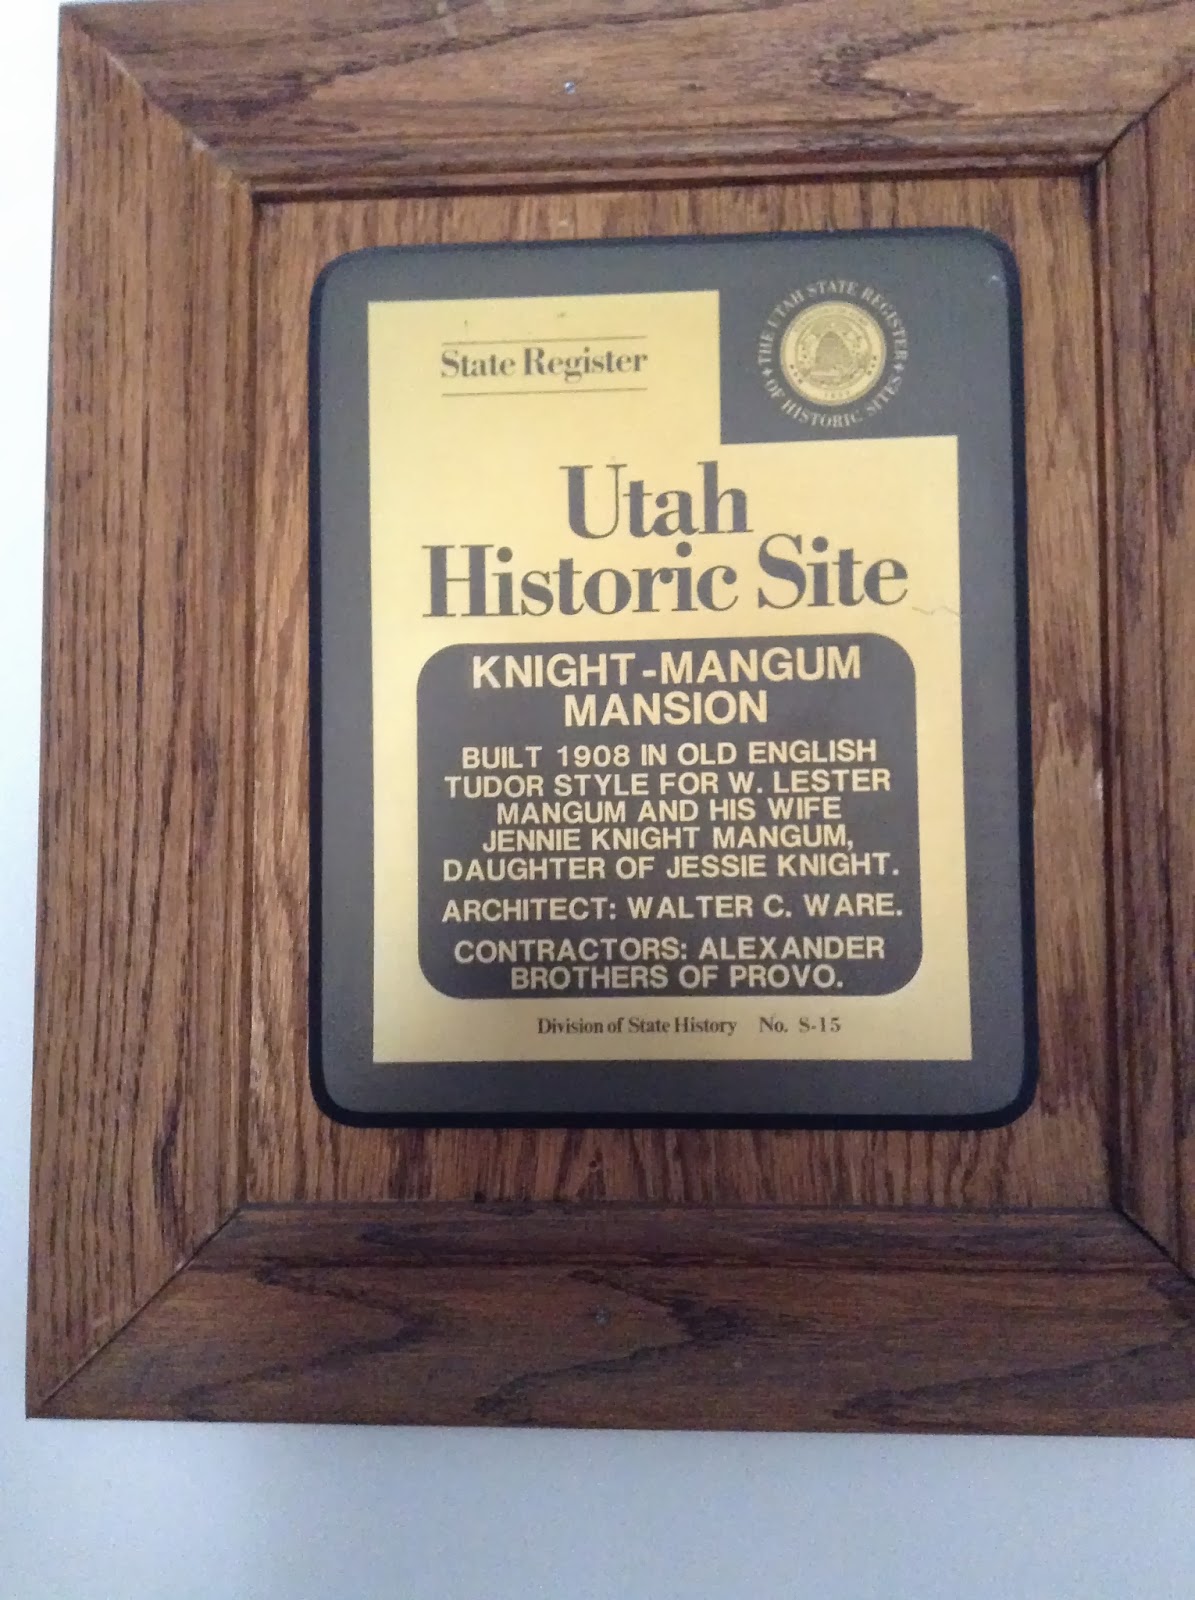 State Register
THE UTAH STATE REGISTER
OF HISTORIC SITES
Utah
Historic Site
KNIGHT-MANGUM
MANSION
BUILT 1908 IN OLD ENGLISH
TUDOR STYLE FOR W. LESTER
MANGUM AND HIS WIFE
JENNIE KNIGHT MANGUM,
DAUGHTER OF JESSIE KNIGHT.
ARCHITECT: WALTER C. WARE.
CONTRACTORS: ALEXANDER
BROTHERS OF PROVO.
Division of State History No. S-15